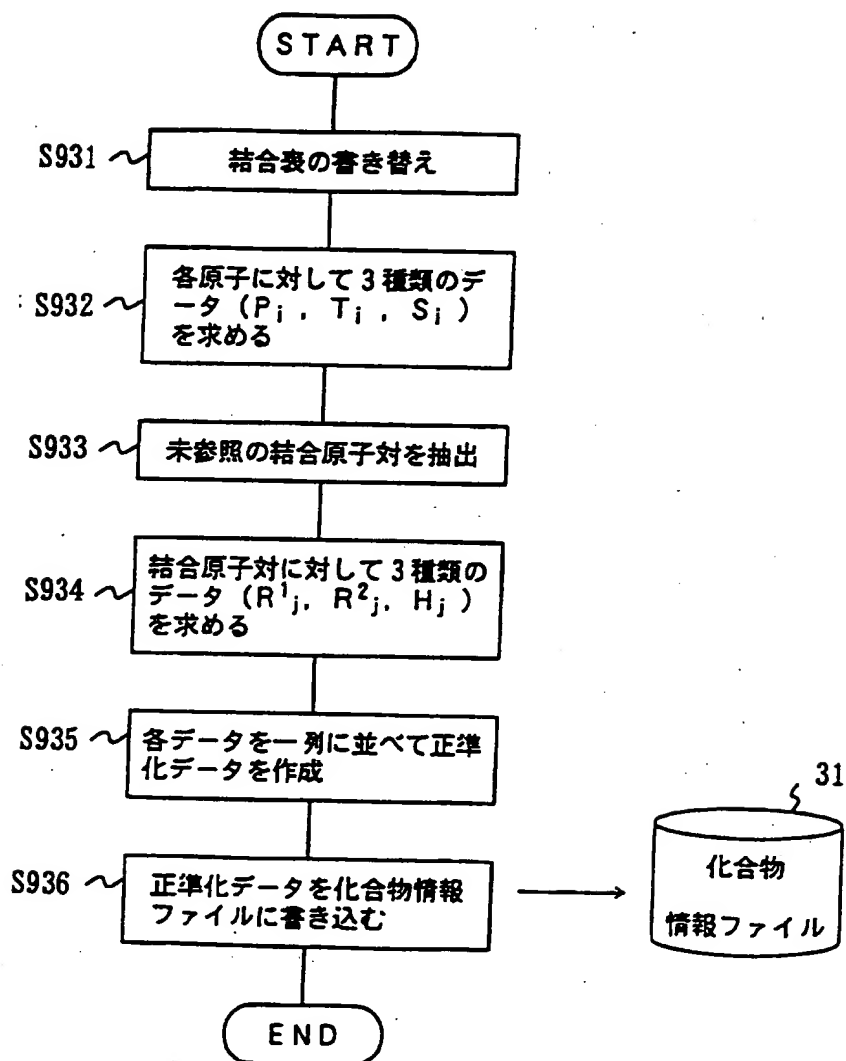 START
S931
結合表の書き替え
S932
各原子に対して3種類のデ
ータ（Pi，Ti，Si）
を求める
S933
未参照の結合原子対を抽出
S934
結合原子対に対して3種類の
データ（R¹j，R²j，Hj）
を求める
S935
各データを一列に並べて正準
化データを作成
S936
正準化データを化合物情報
ファイルに書き込む
31
化合物
情報ファイル
END